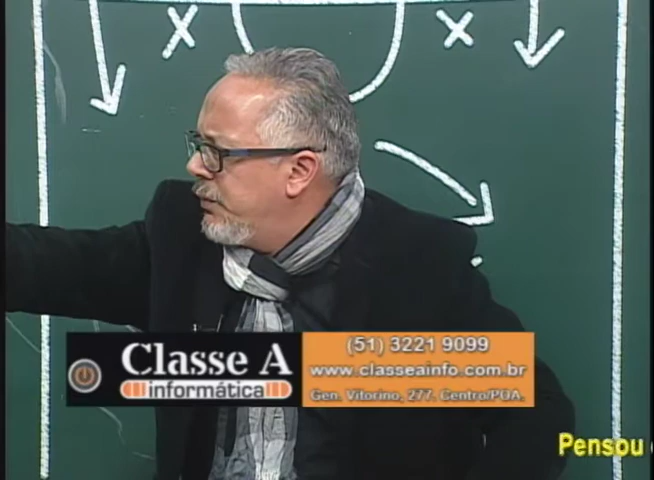 Classe A
informática
(51) 3221 9099
www.classeainfo.com.br
Gen. Vitorino, 277, Centro/POA.
Pensou